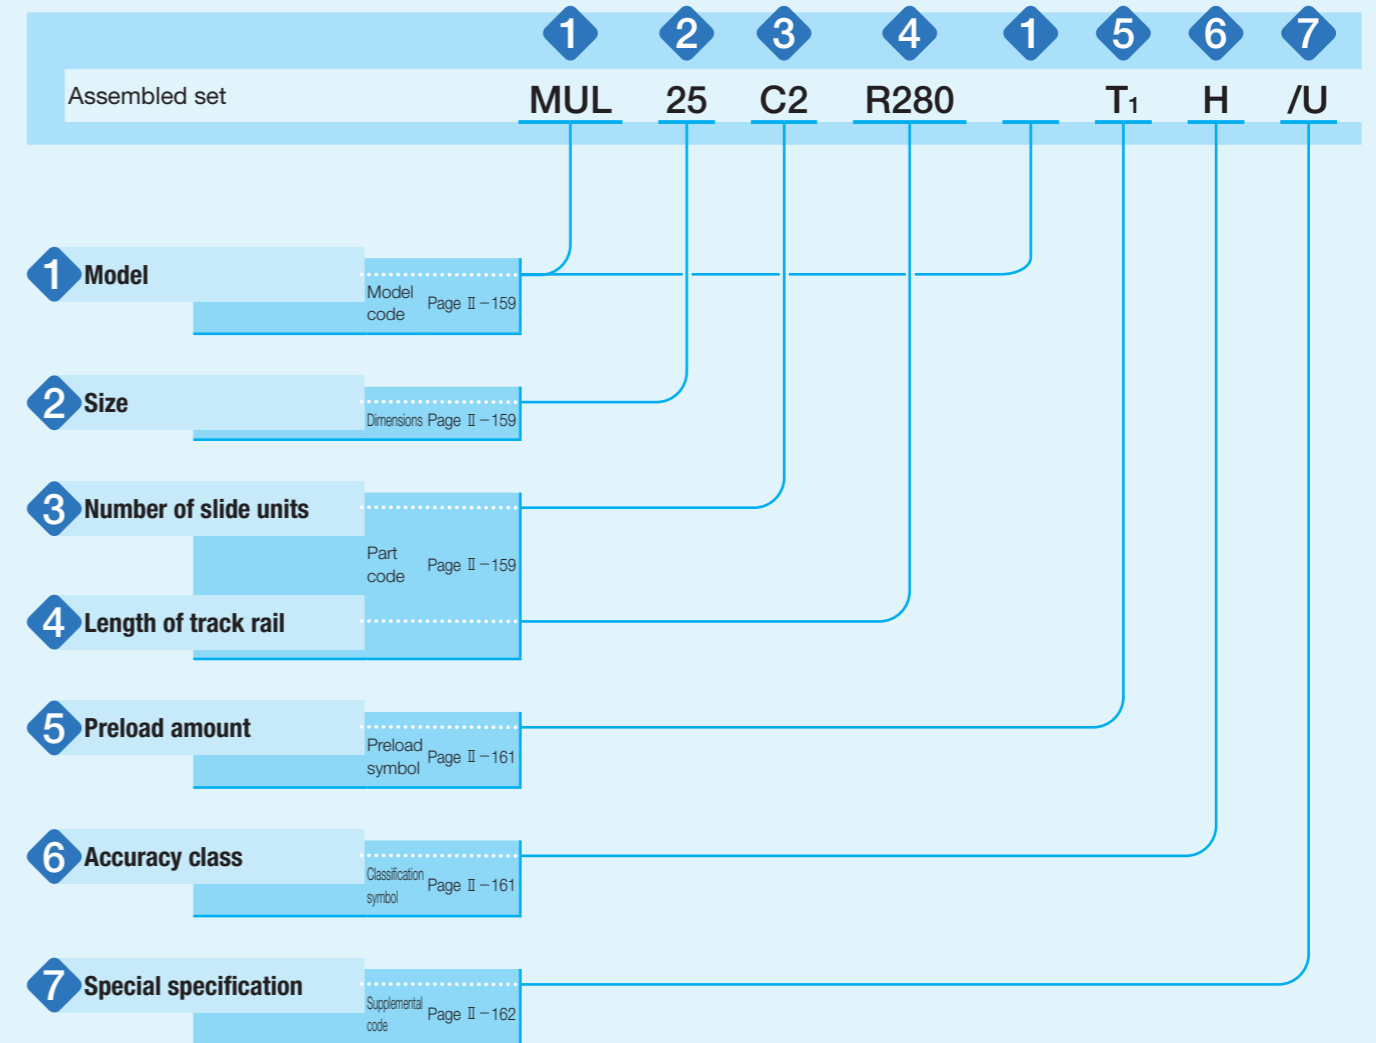 1 2 3 4 1 5 6 7
Assembled set MUL 25 C2 R280 T1 H /U
1 Model
Model code Page Ⅱ−159
2 Size
Dimensions Page Ⅱ−159
3 Number of slide units
Part code Page Ⅱ−159
4 Length of track rail
5 Preload amount
Preload symbol Page Ⅱ−161
6 Accuracy class
Classification symbol Page Ⅱ−161
7 Special specification
Supplemental code Page Ⅱ−162